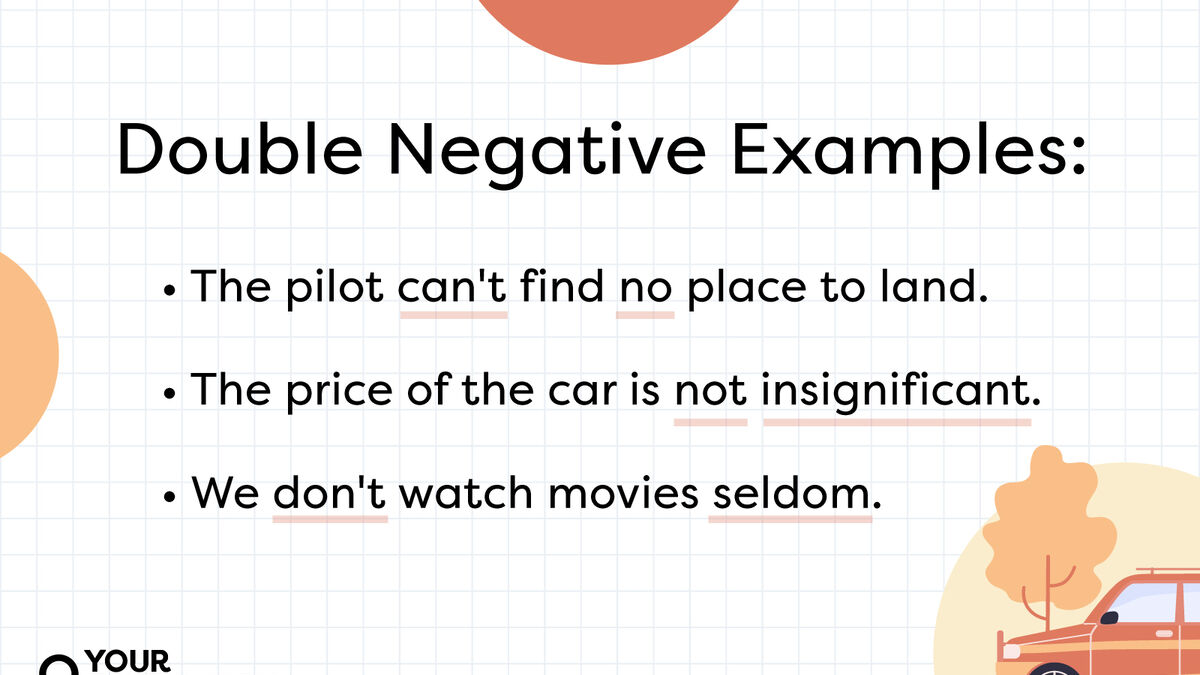 Double Negative Examples:
• The pilot can't find no place to land.
• The price of the car is not insignificant.
• We don't watch movies seldom.
YOUR